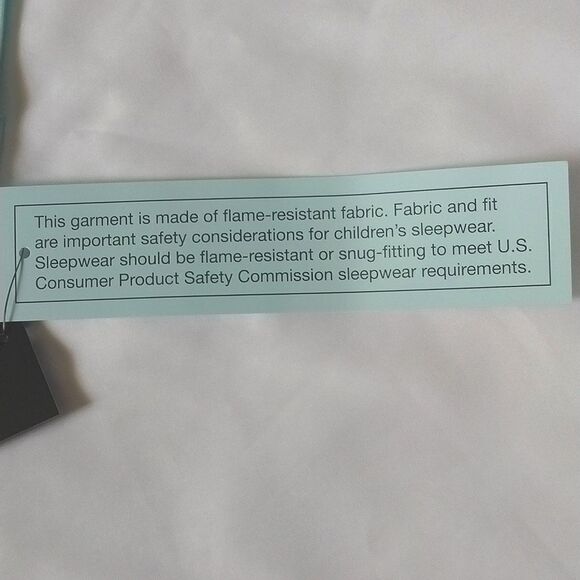 This garment is made of flame-resistant fabric. Fabric and fit
are important safety considerations for children's sleepwear.
Sleepwear should be flame-resistant or snug-fitting to meet U.S.
Consumer Product Safety Commission sleepwear requirements.